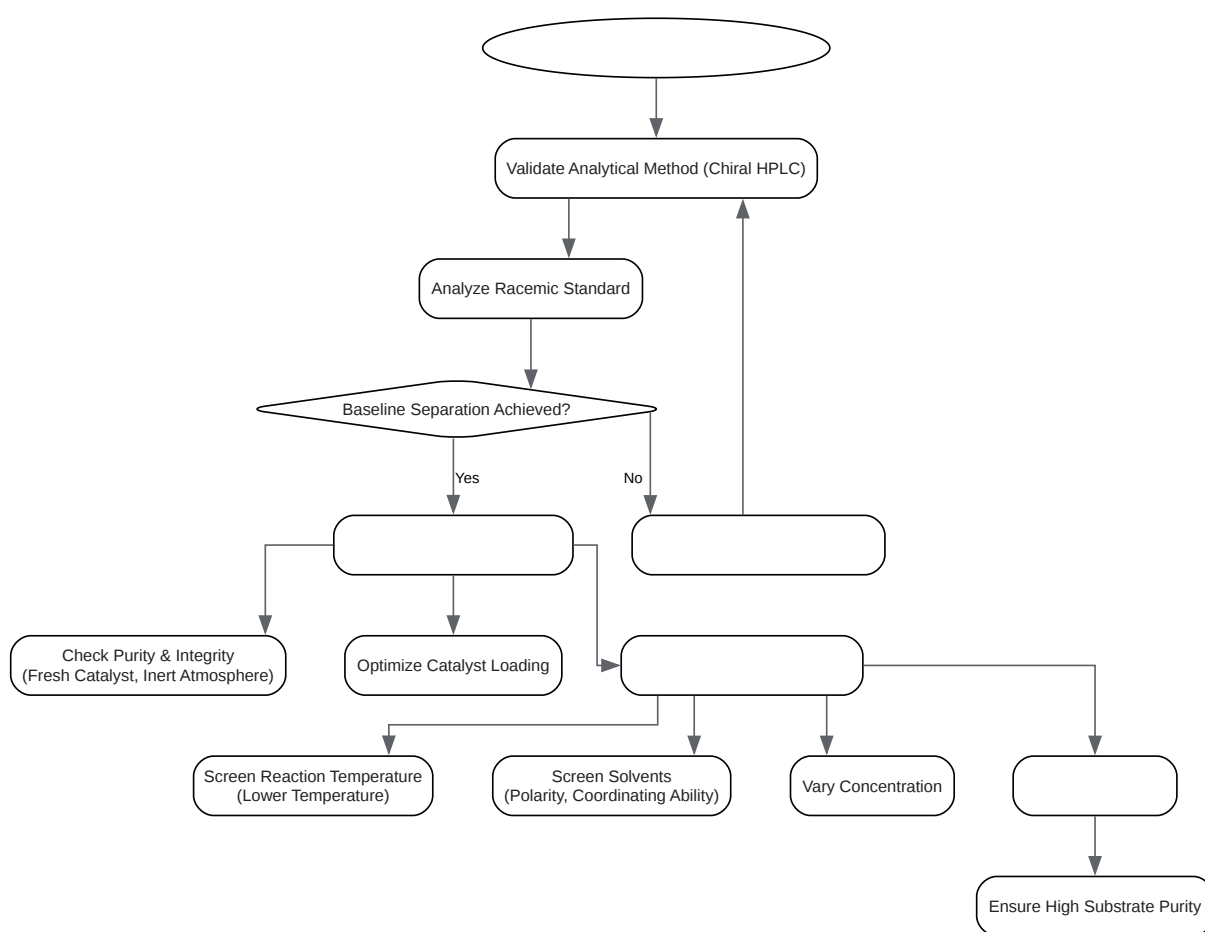 Validate Analytical Method (Chiral HPLC)
Analyze Racemic Standard
Baseline Separation Achieved?
Yes
No
Check Purity & Integrity
(Fresh Catalyst, Inert Atmosphere)
Optimize Catalyst Loading
Screen Reaction Temperature
(Lower Temperature)
Screen Solvents
(Polarity, Coordinating Ability)
Vary Concentration
Ensure High Substrate Purity